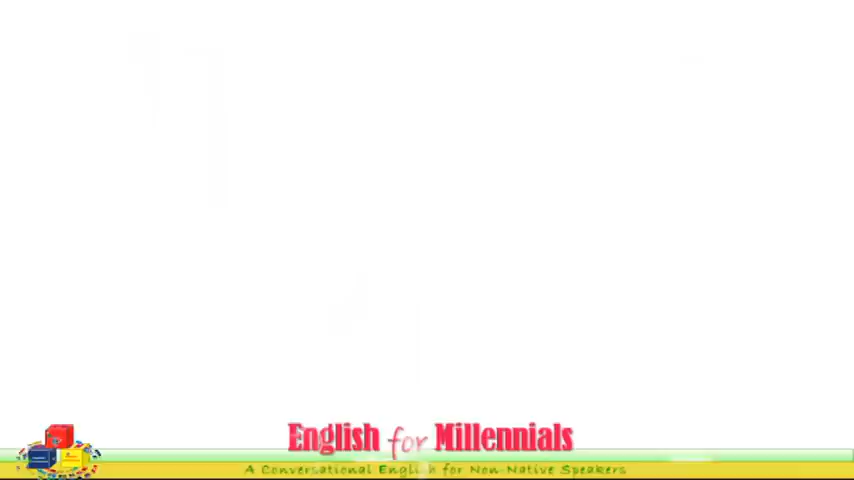 English for Millennials
A Conversational English for Non-Native Speakers